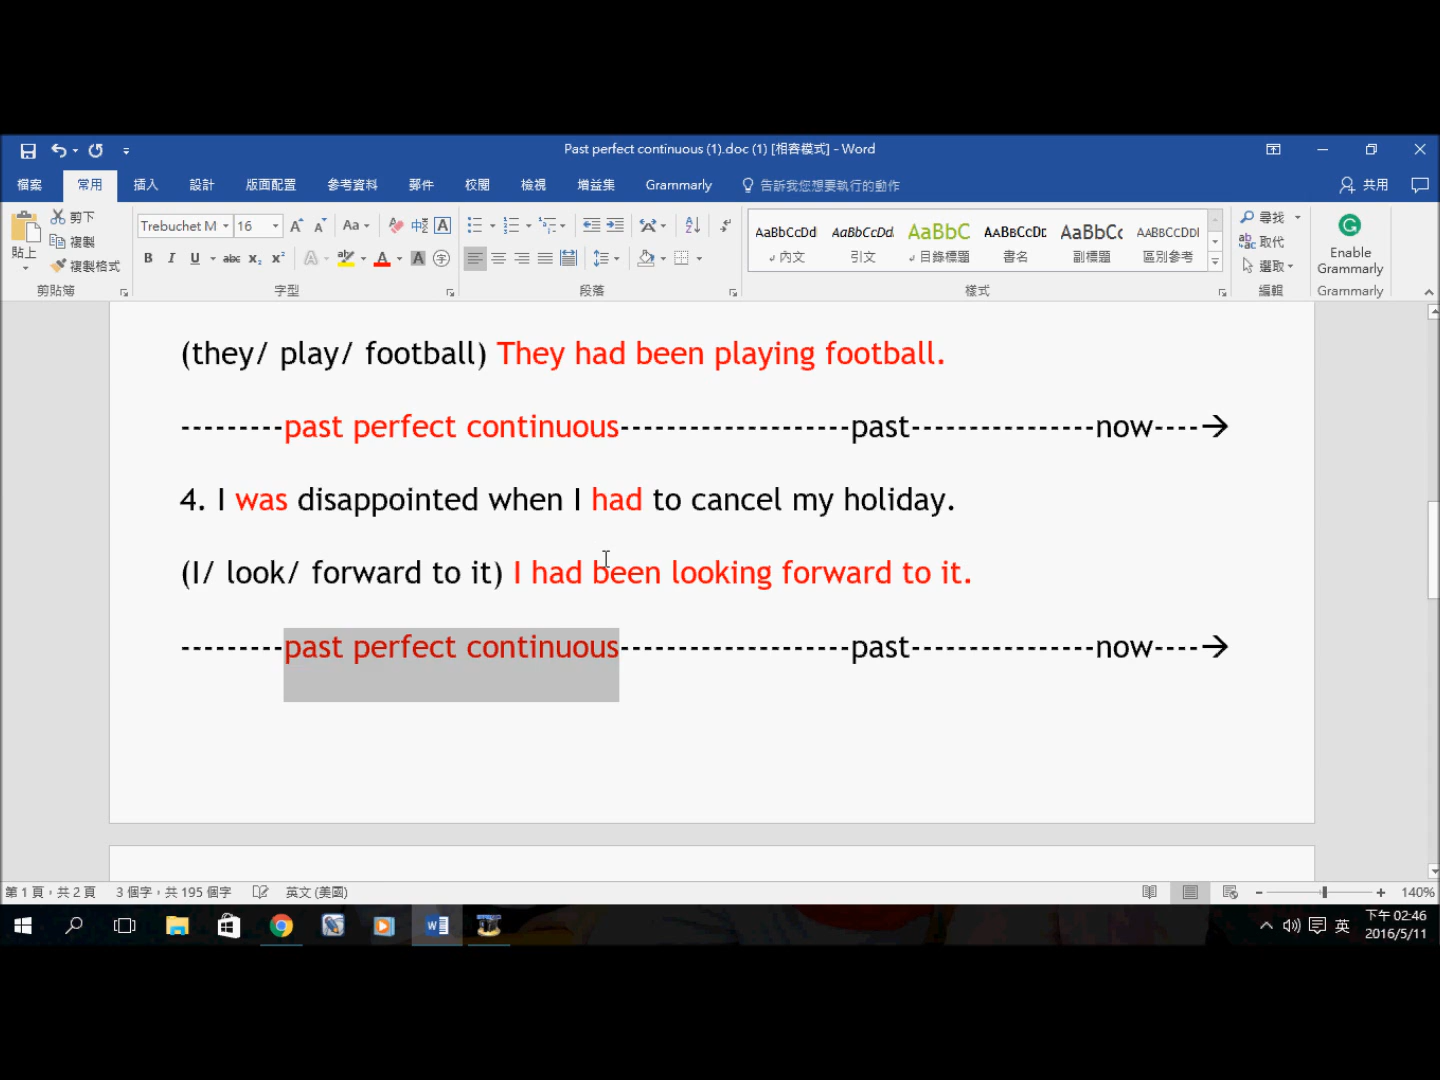 Past perfect continuous (1).doc (1) [相容模式] - Word
檔案 常用 插入 設計 版面配置 參考資料 郵件 校閱 檢視 增益集 Grammarly 告訴我您想要執行的動作 共用
貼上 剪下 複製 複製格式
剪貼簿
Trebuchet M 16
字型
段落
AaBbCcDd AaBbCcDd AaBbC AaBbCcDc AaBbCc AABBCCDDI
內文 引文 目錄標題 書名 副標題 區別參考
樣式
尋找
取代
選取
編輯
Enable
Grammarly
Grammarly
(they/ play/ football) They had been playing football.
---------past perfect continuous--------------------past----------------now---->
4. I was disappointed when I had to cancel my holiday.
(I/ look/ forward to it) I had been looking forward to it.
---------past perfect continuous--------------------past----------------now---->
第 1 頁，共 2 頁 3 個字，共 195 個字 英文 (美國) 140%
英 下午 02:46
2016/5/11